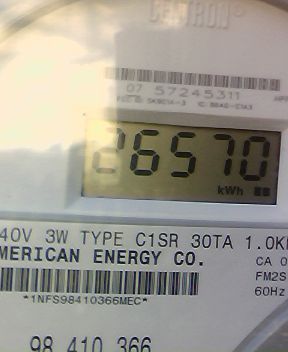 CENTRON®
07 57245311
26570
kWh
40V 3W TYPE C1SR 30TA 1.0K
MERICAN ENERGY CO.
CA 0
FM2S
*1NFS98410366MEC*
60Hz
98 410 366